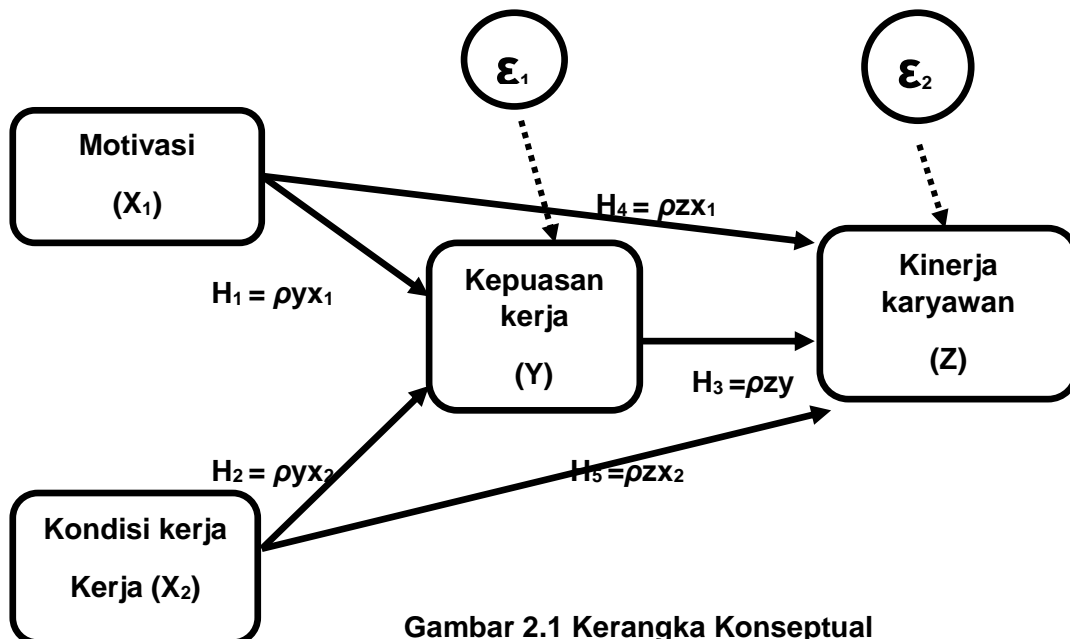 ε₁
ε₂
Motivasi
(X₁)
H₄ = ρzx₁
Kepuasan
kerja
(Y)
Kinerja
karyawan
(Z)
H₁ = ρyx₁
H₃ =ρzy
H₂ = ρyx₂
H₅ =ρzx₂
Kondisi kerja
Kerja (X₂)
Gambar 2.1 Kerangka Konseptual